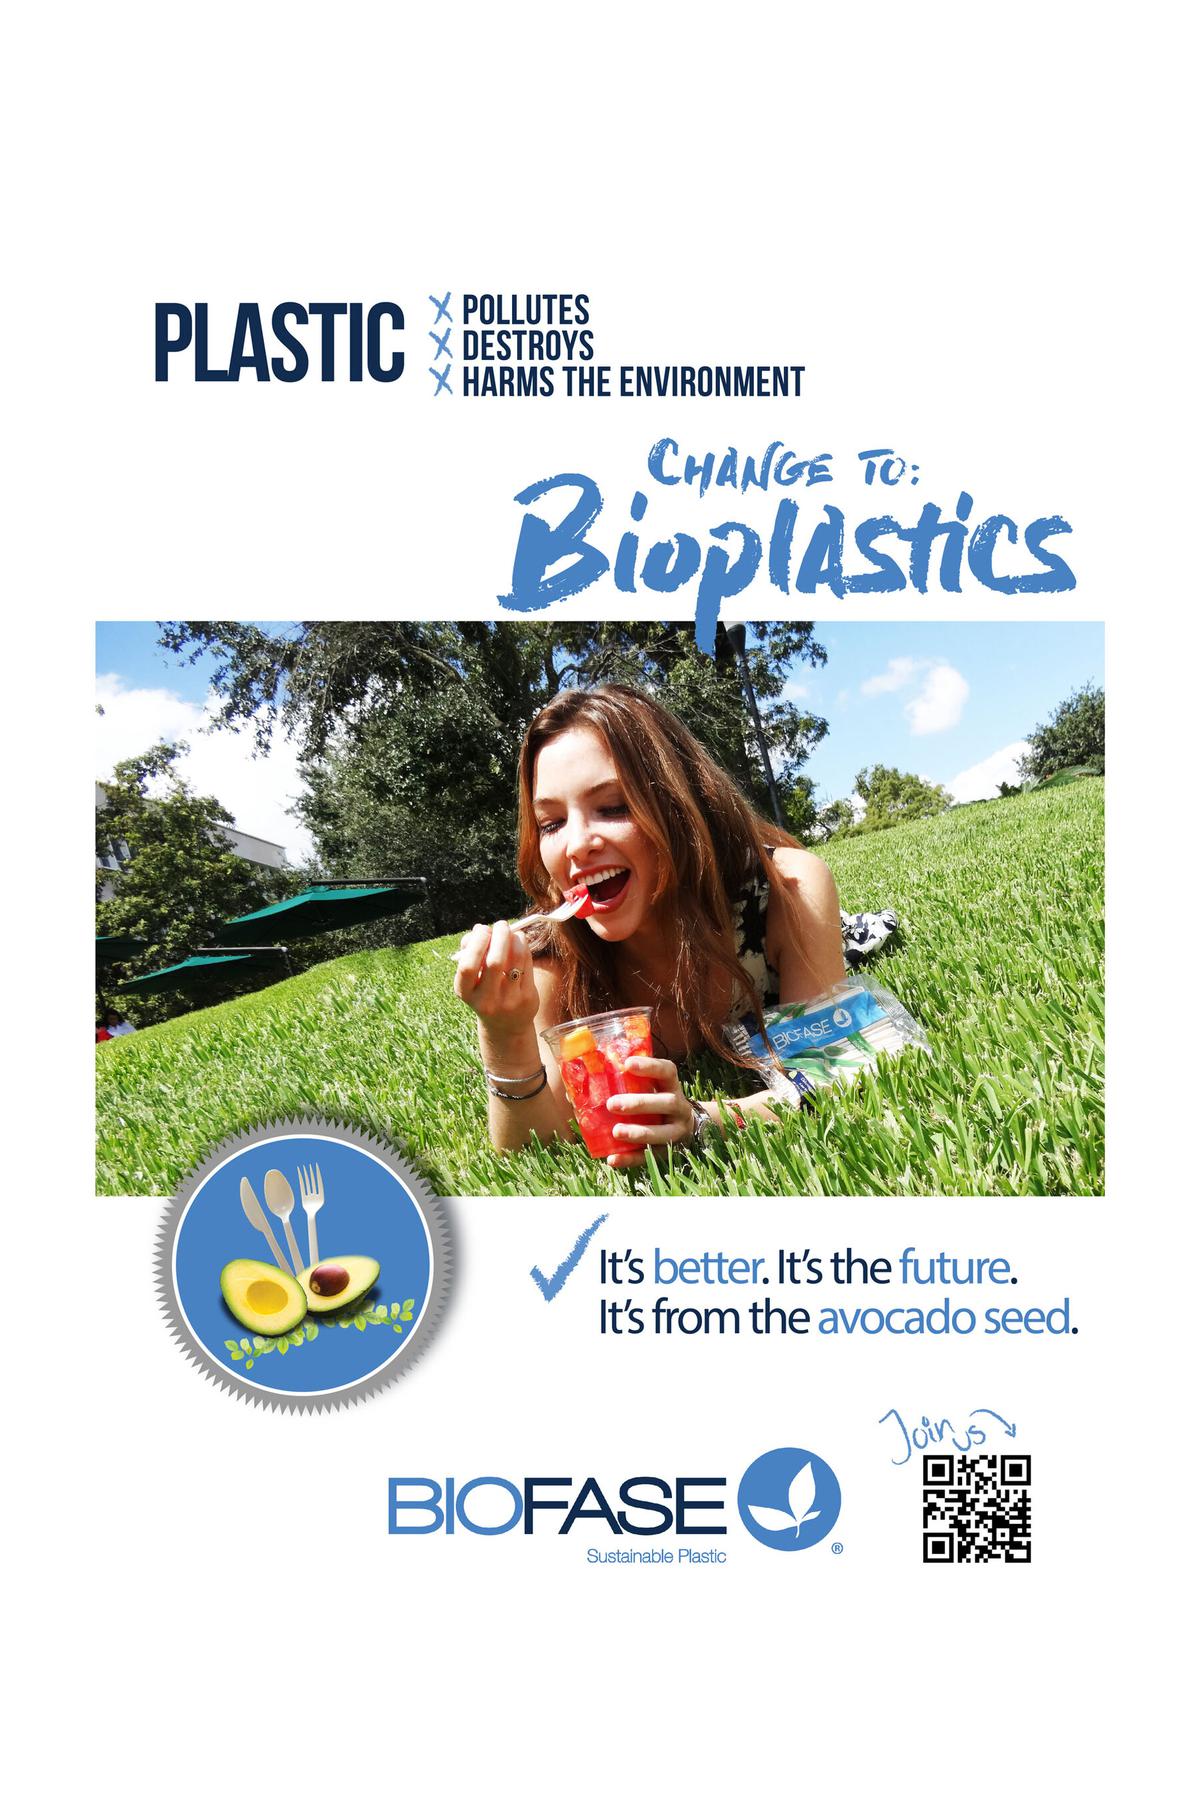 PLASTIC
POLLUTES
DESTROYS
HARMS THE ENVIRONMENT
CHANGE TO:
Bioplastics
BIOFASE
It's better. It's the future.
It's from the avocado seed.
Join us
BIOFASE
Sustainable Plastic
®